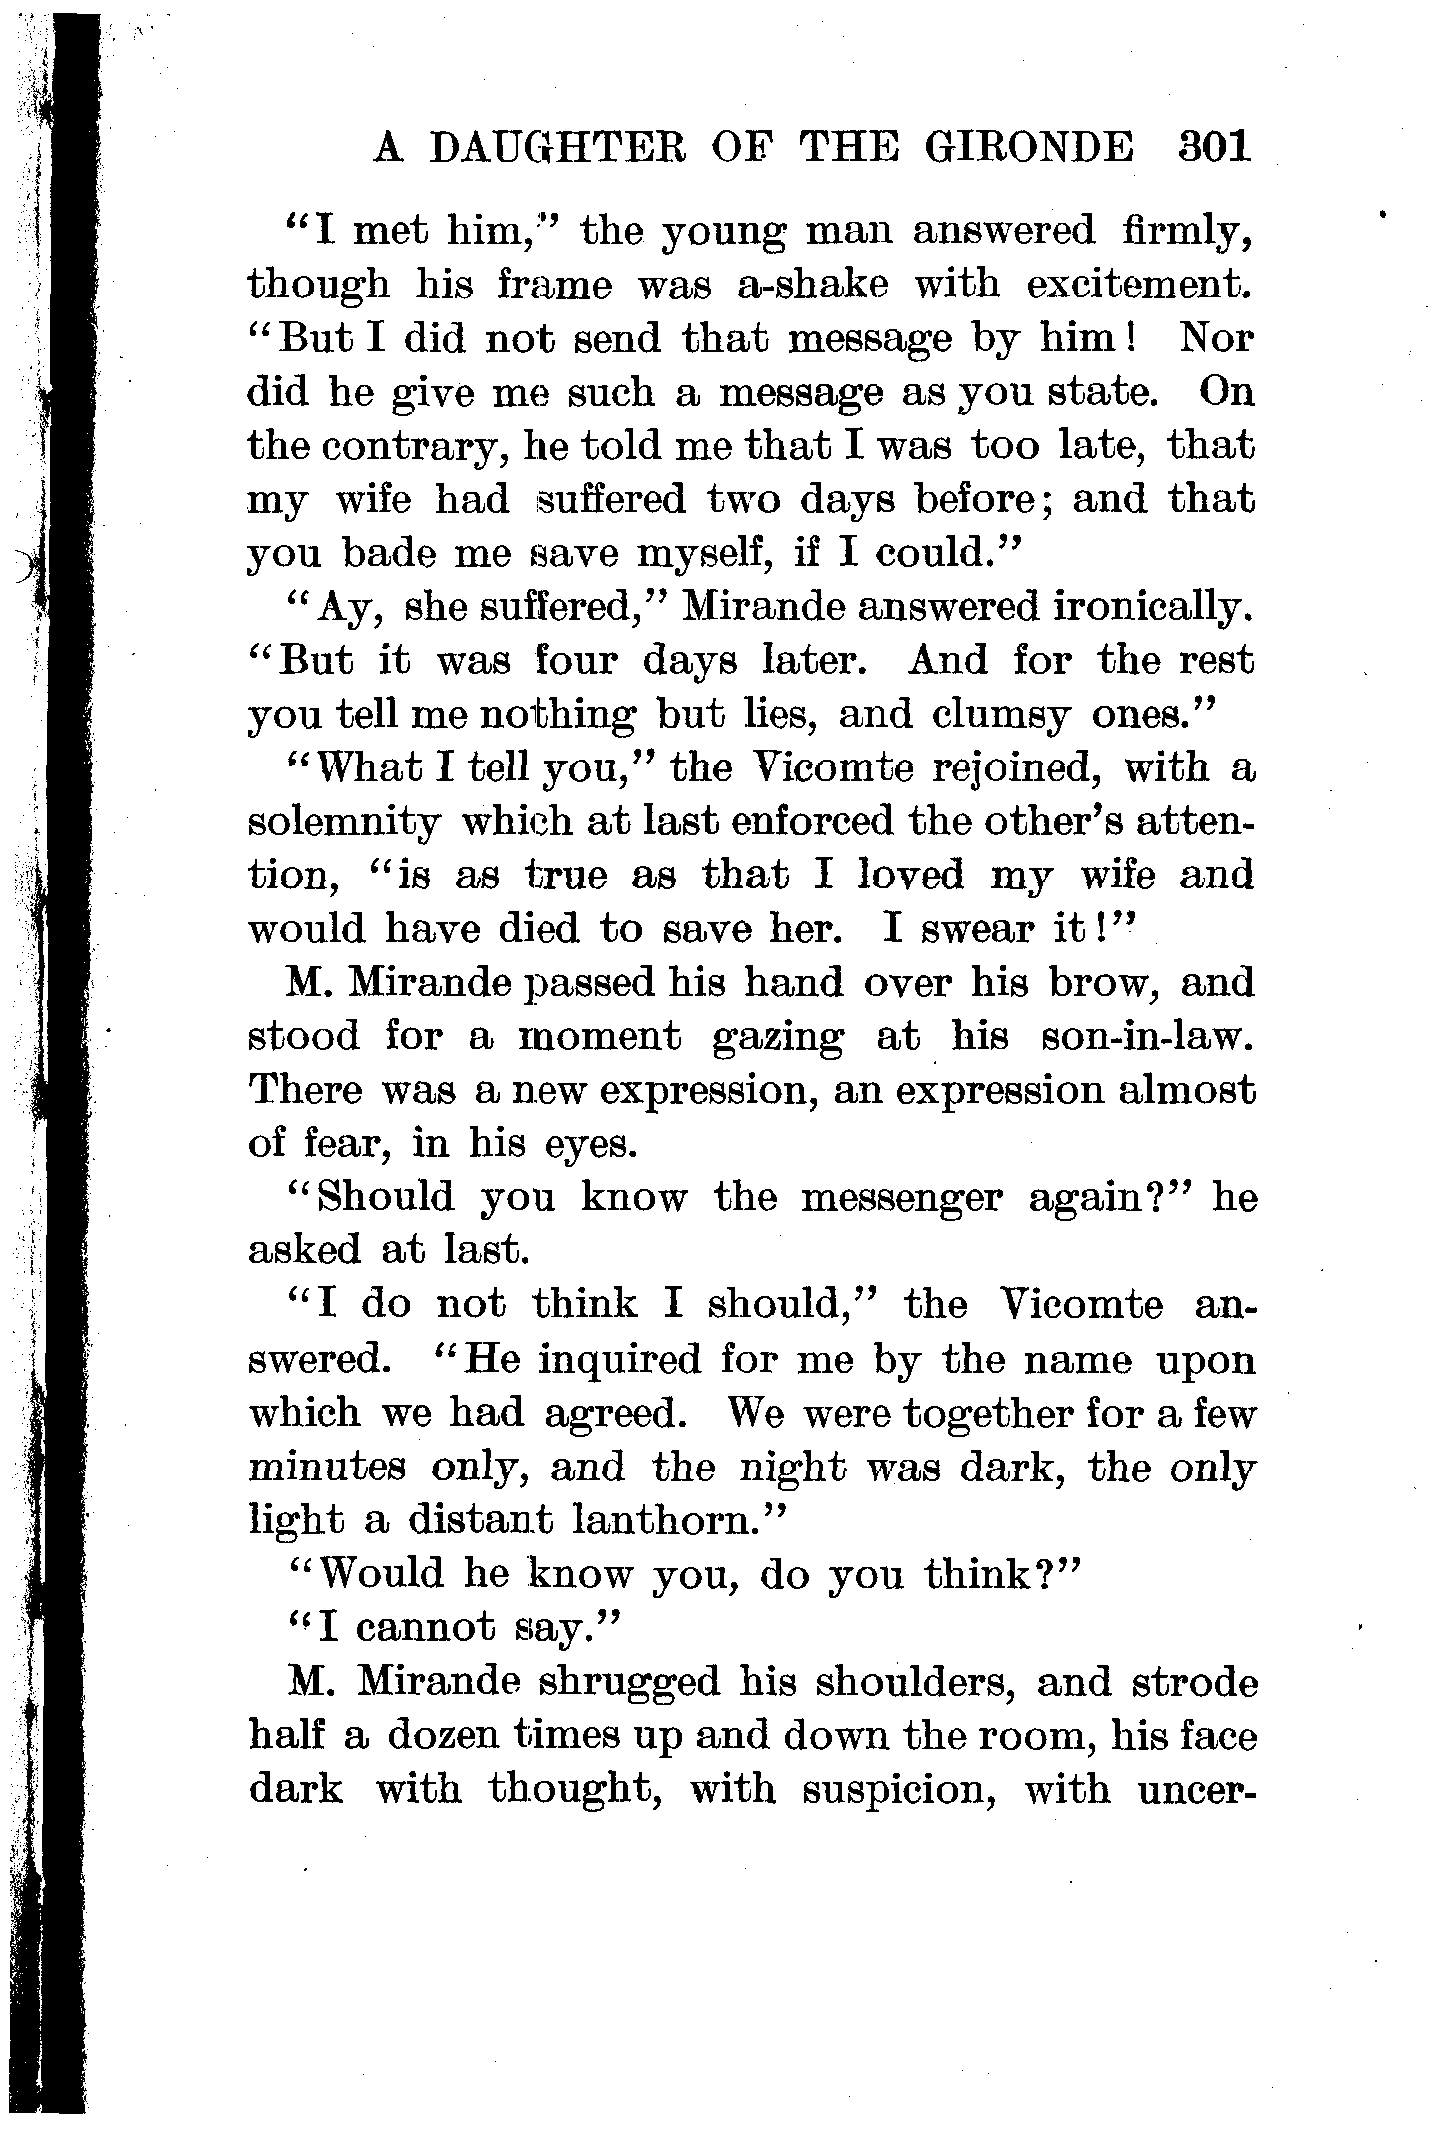 A DAUGHTER OF THE GIRONDE 301
“I met him,” the young man answered firmly,
though his frame was a-shake with excitement.
“But I did not send that message by him! Nor
did he give me such a message as you state. On
the contrary, he told me that I was too late, that
my wife had suffered two days before; and that
you bade me save myself, if I could.”
“Ay, she suffered,” Mirande answered ironically.
“But it was four days later. And for the rest
you tell me nothing but lies, and clumsy ones.”
“What I tell you,” the Vicomte rejoined, with a
solemnity which at last enforced the other’s atten-
tion, “is as true as that I loved my wife and
would have died to save her. I swear it!”
M. Mirande passed his hand over his brow, and
stood for a moment gazing at his son-in-law.
There was a new expression, an expression almost
of fear, in his eyes.
“Should you know the messenger again?” he
asked at last.
“I do not think I should,” the Vicomte an-
swered. “He inquired for me by the name upon
which we had agreed. We were together for a few
minutes only, and the night was dark, the only
light a distant lanthorn.”
“Would he know you, do you think?”
“I cannot say.”
M. Mirande shrugged his shoulders, and strode
half a dozen times up and down the room, his face
dark with thought, with suspicion, with uncer-